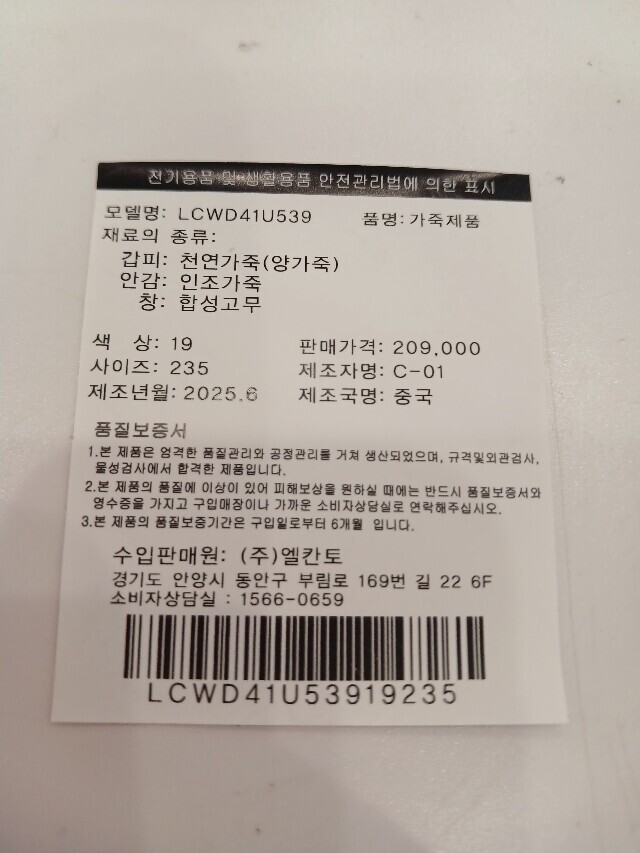 전기용품 및 생활용품 안전관리법에 의한 표시
모델명: LCWD41U539 품명: 가죽제품
재료의 종류:
갑피: 천연가죽(양가죽)
안감: 인조가죽
창: 합성고무
색 상: 19 판매가격: 209,000
사이즈: 235 제조자명: C-01
제조년월: 2025.6 제조국명: 중국
품질보증서
1.본 제품은 엄격한 품질관리와 공정관리를 거쳐 생산되었으며, 규격및외관검사,
물성검사에서 합격한 제품입니다.
2.본 제품의 품질에 이상이 있어 피해보상을 원하실 때에는 반드시 품질보증서와
영수증을 가지고 구입매장이나 가까운 소비자상담실로 연락해주십시오.
3.본 제품의 품질보증기간은 구입일로부터 6개월 입니다.
수입판매원: (주)엘칸토
경기도 안양시 동안구 부림로 169번 길 22 6F
소비자상담실 : 1566-0659
LCWD41U53919235